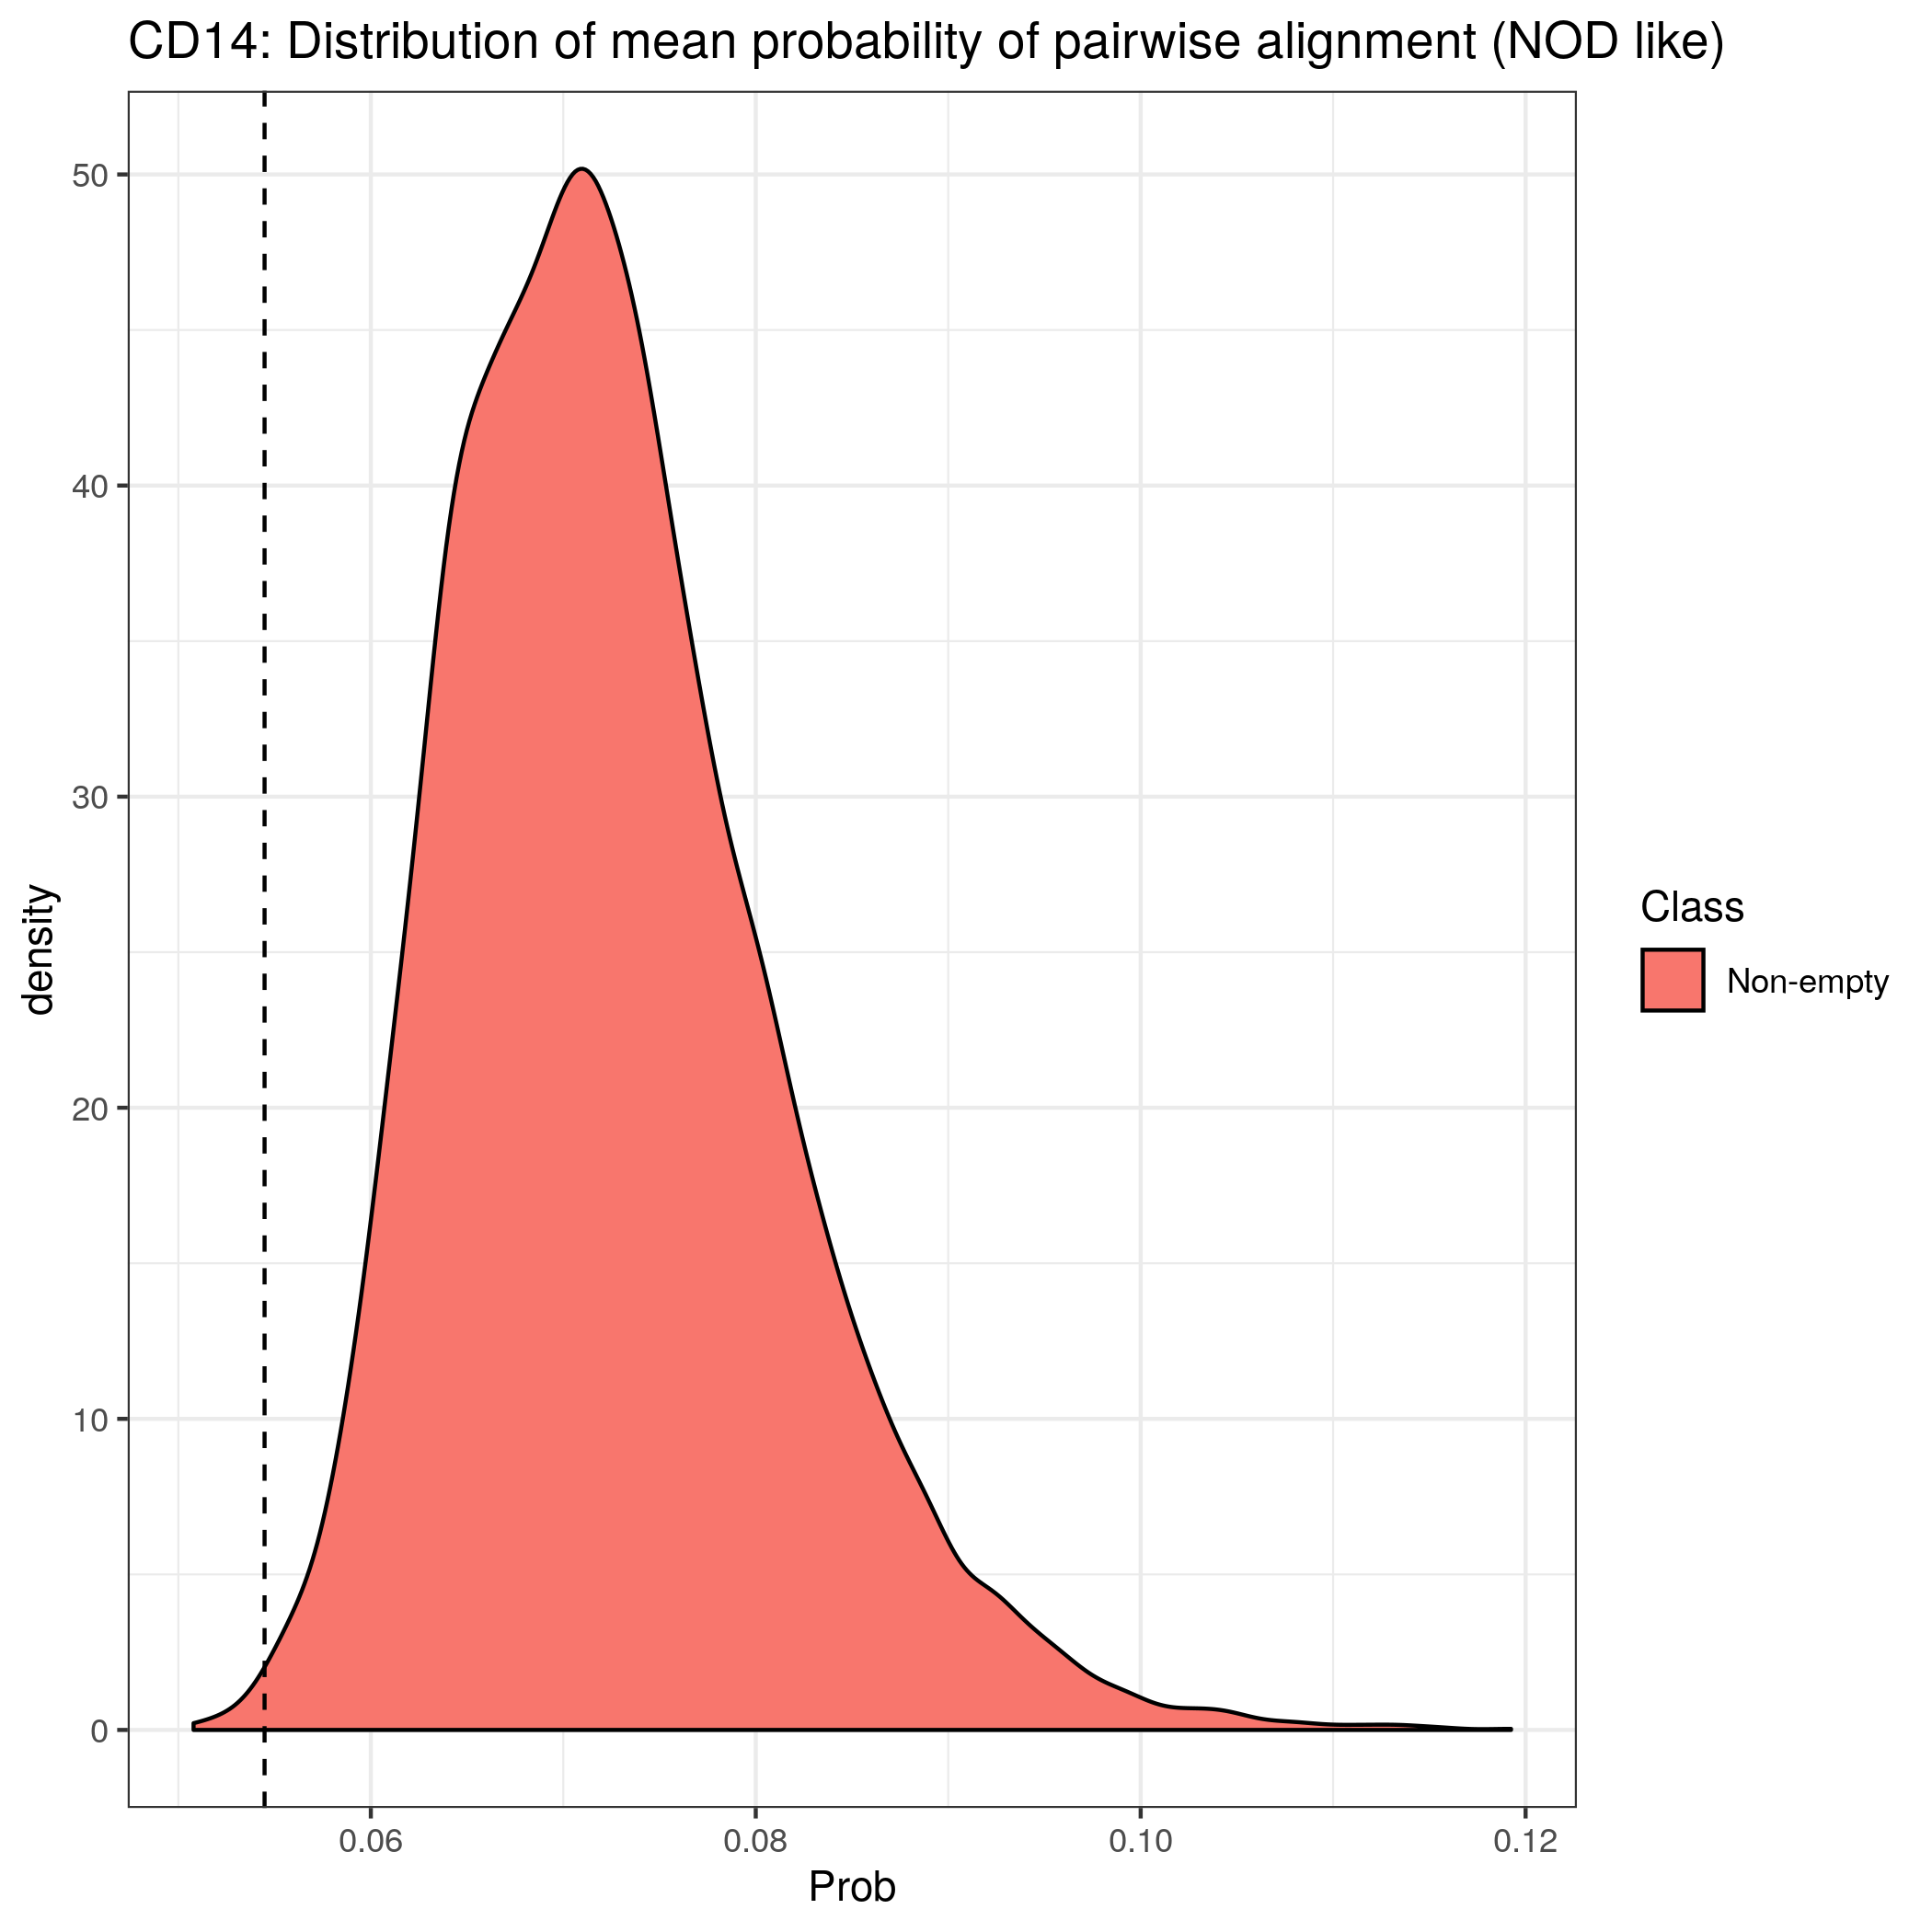 CD14: Distribution of mean probability of pairwise alignment (NOD like)
50
40
30
20
10
0
density
0.06 0.08 0.10 0.12
Prob
Class
Non-empty